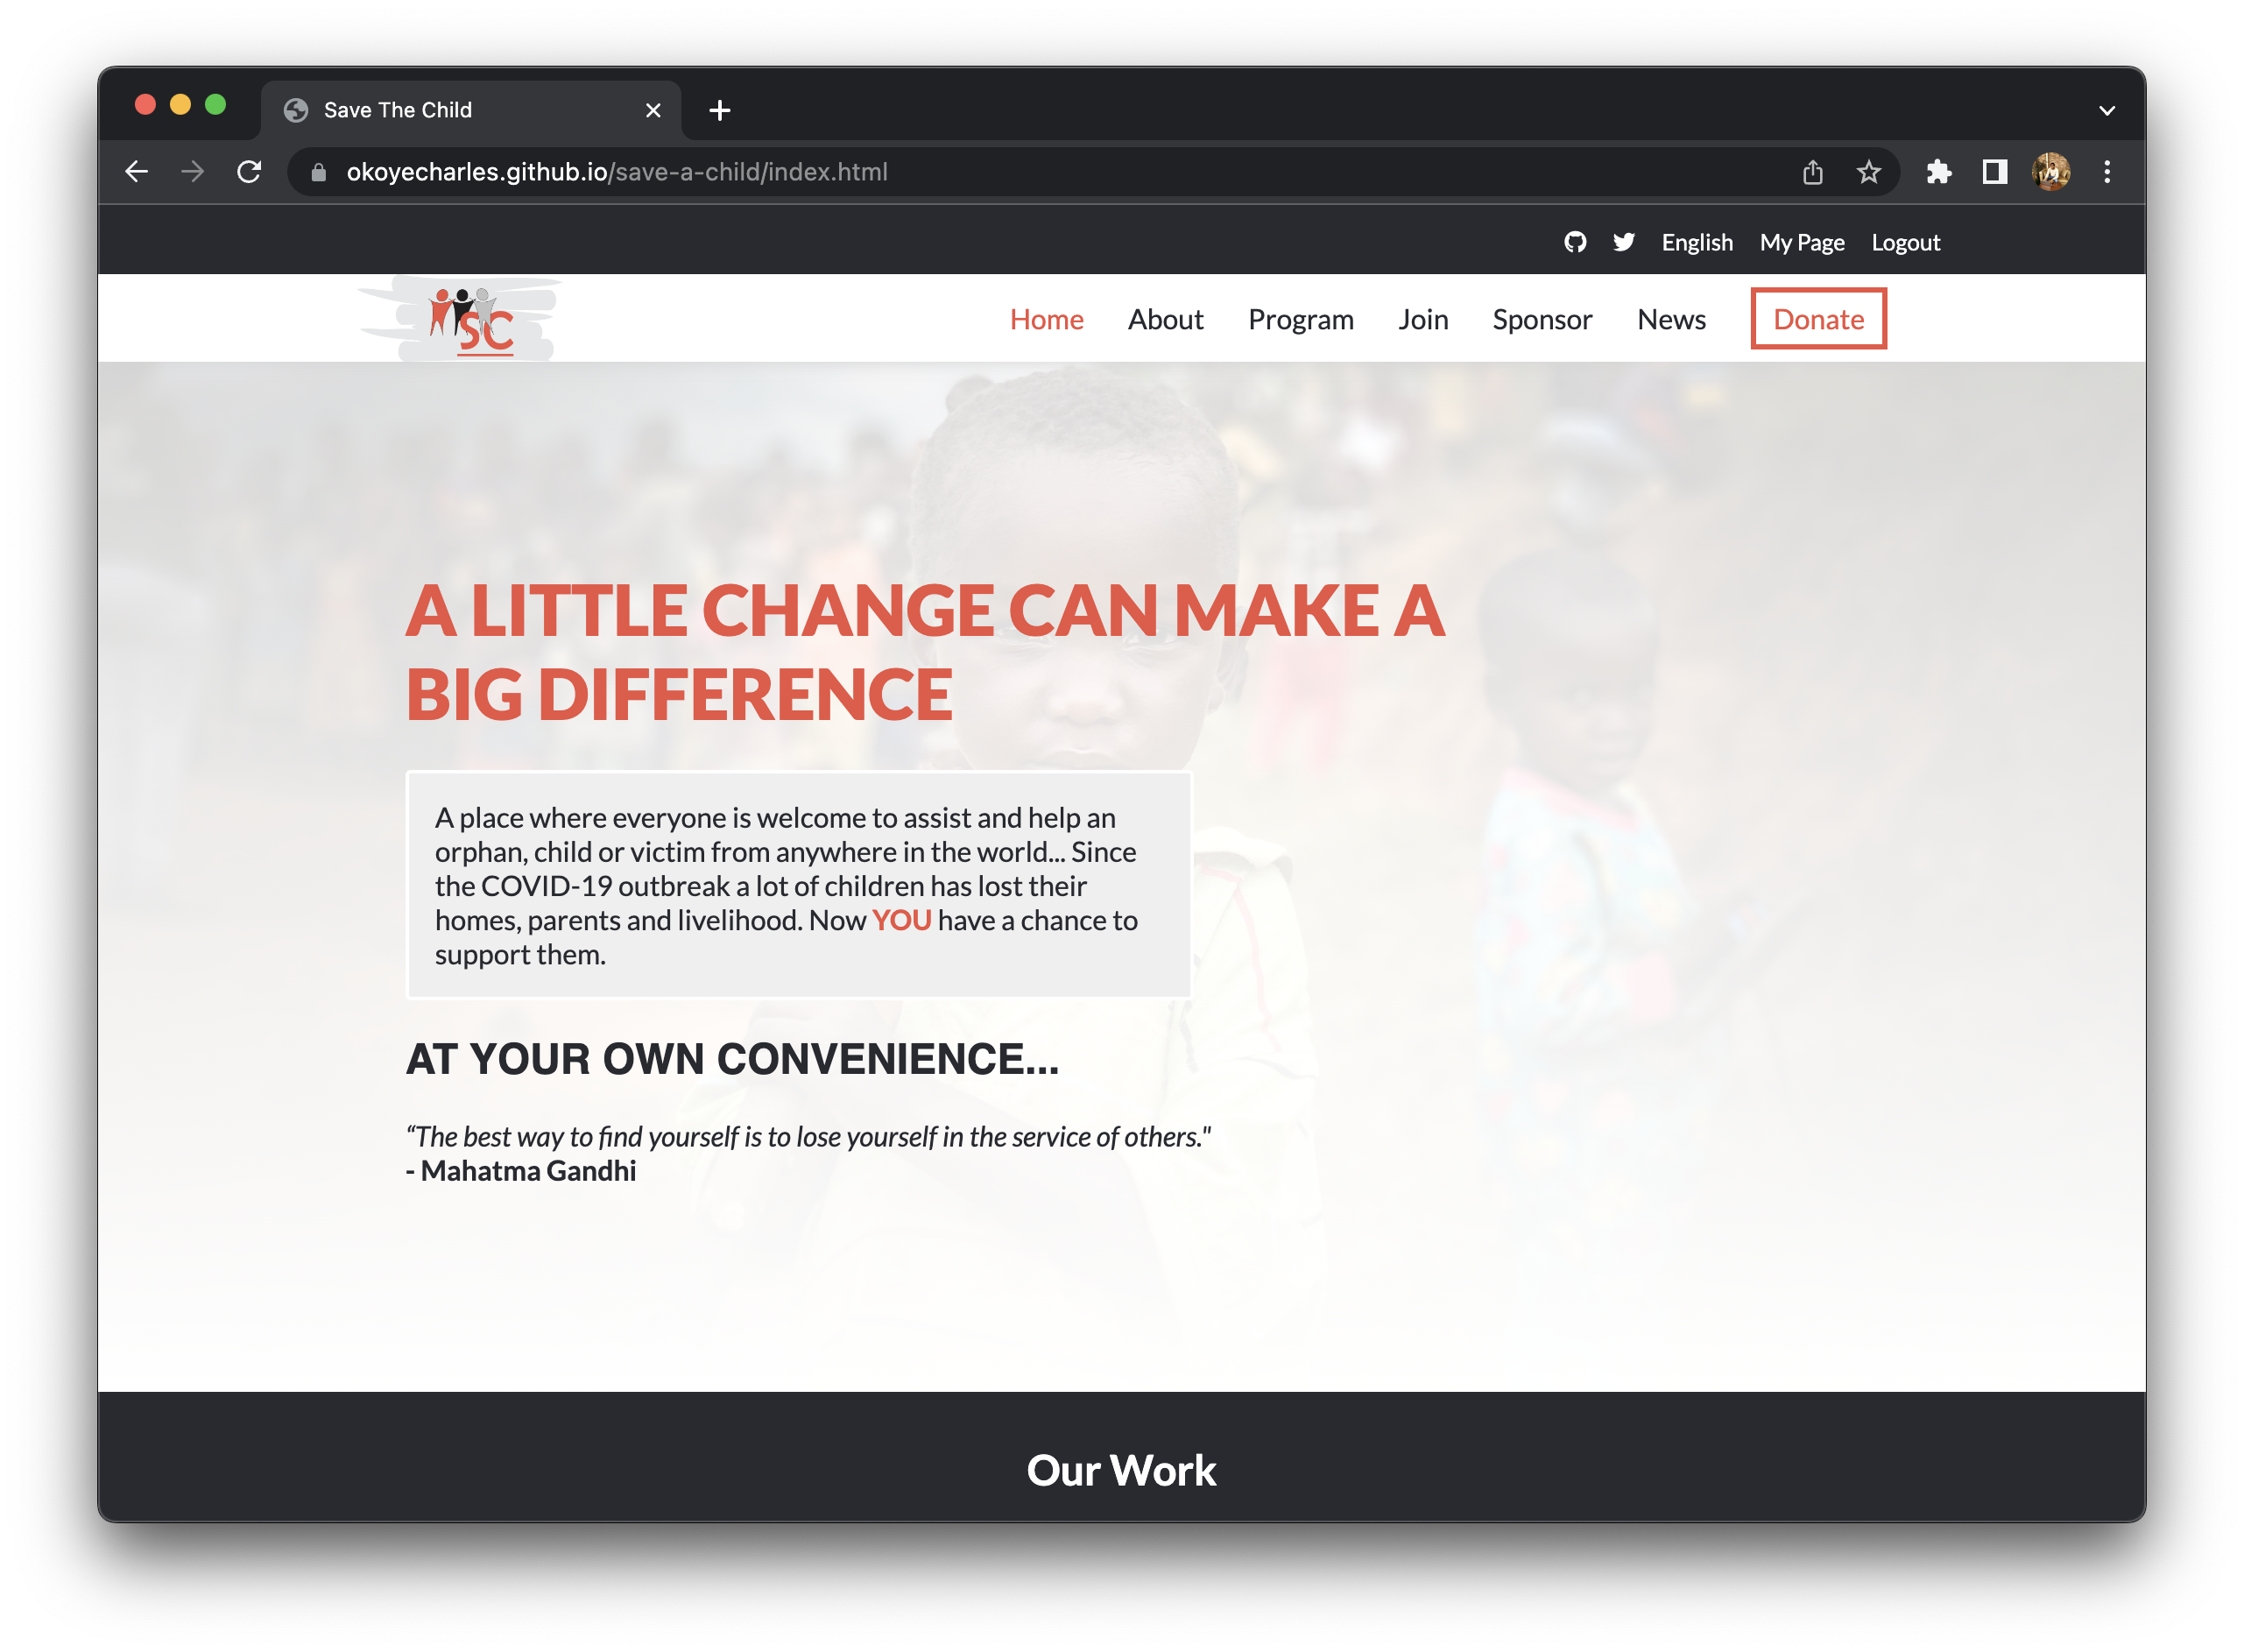 Save The Child
okoyecharles.github.io/save-a-child/index.html
English My Page Logout
SC
Home About Program Join Sponsor News Donate
A LITTLE CHANGE CAN MAKE A
BIG DIFFERENCE
A place where everyone is welcome to assist and help an
orphan, child or victim from anywhere in the world... Since
the COVID-19 outbreak a lot of children has lost their
homes, parents and livelihood. Now YOU have a chance to
support them.
AT YOUR OWN CONVENIENCE...
“The best way to find yourself is to lose yourself in the service of others."
- Mahatma Gandhi
Our Work